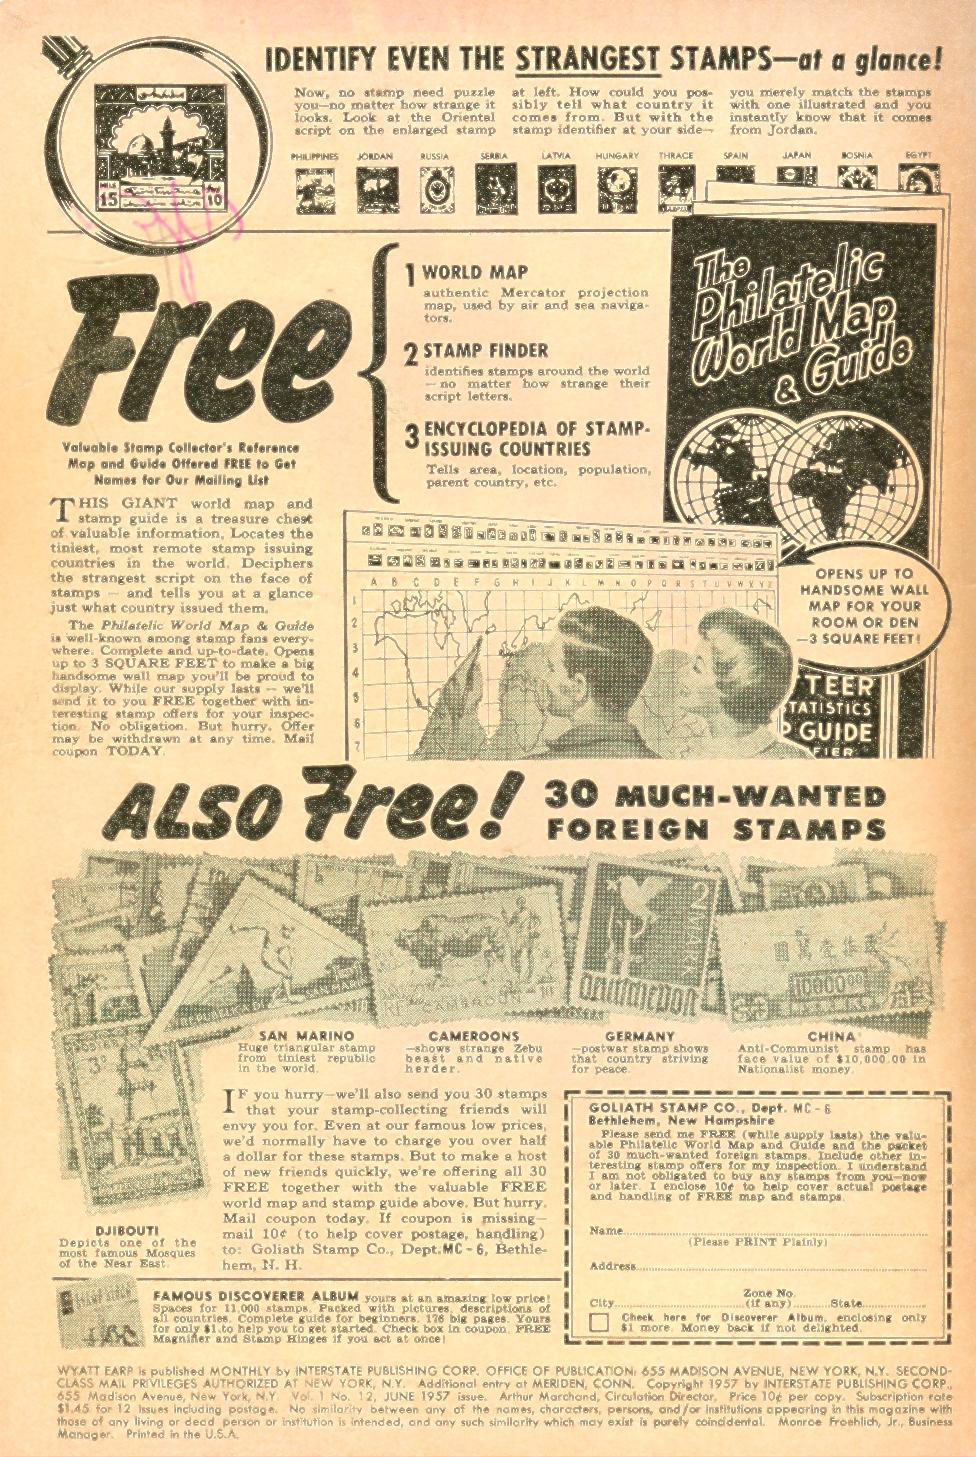 IDENTIFY EVEN THE STRANGEST STAMPS—at a glance!
Now, no stamp need puzzle
you—no matter how strange it
looks. Look at the Oriental
script on the enlarged stamp
at left. How could you pos-
sibly tell what country it
comes from. But with the
stamp identifier at your side—
you merely match the stamps
with one illustrated and you
instantly know that it comes
from Jordan.
MILS
15
10
PHILIPPINES JORDAN RUSSIA SERBIA LATVIA HUNGARY THRACE SPAIN JAPAN BOSNIA EGYPT
Free
1 WORLD MAP
authentic Mercator projection
map, used by air and sea naviga-
tors.
2 STAMP FINDER
identifies stamps around the world
—no matter how strange their
script letters.
3 ENCYCLOPEDIA OF STAMP-
ISSUING COUNTRIES
Tells area, location, population,
parent country, etc.
The
Philatelic
World Map
& Guide
Valuable Stamp Collector's Reference
Map and Guide Offered FREE to Get
Names for Our Mailing List
THIS GIANT world map and
stamp guide is a treasure chest
of valuable information. Locates the
tiniest, most remote stamp issuing
countries in the world. Deciphers
the strangest script on the face of
stamps — and tells you at a glance
just what country issued them.
The Philatelic World Map & Guide
is well-known among stamp fans every-
where. Complete and up-to-date. Opens
up to 3 SQUARE FEET to make a big
handsome wall map you'll be proud to
display. While our supply lasts — we'll
send it to you FREE together with in-
teresting stamp offers for your inspec-
tion. No obligation. But hurry. Offer
may be withdrawn at any time. Mail
coupon TODAY.
A B C D E F G H I J K L M N O P Q R S T U V W X Y Z
1
2
3
4
5
6
7
OPENS UP TO
HANDSOME WALL
MAP FOR YOUR
ROOM OR DEN
—3 SQUARE FEET!
TEER
TATISTICS
P GUIDE
FIER
ALSO Free! 30 MUCH-WANTED
FOREIGN STAMPS
CAMEROUN
1000000
SAN MARINO
Huge triangular stamp
from tiniest republic
in the world.
CAMEROONS
—shows strange Zebu
beast and native
herder.
GERMANY
—postwar stamp shows
that country striving
for peace.
CHINA
Anti-Communist stamp has
face value of $10,000.00 in
Nationalist money.
DJIBOUTI
Depicts one of the
most famous Mosques
of the Near East.
IF you hurry—we'll also send you 30 stamps
that your stamp-collecting friends will
envy you for. Even at our famous low prices,
we'd normally have to charge you over half
a dollar for these stamps. But to make a host
of new friends quickly, we're offering all 30
FREE together with the valuable FREE
world map and stamp guide above. But hurry.
Mail coupon today. If coupon is missing—
mail 10¢ (to help cover postage, handling)
to: Goliath Stamp Co., Dept.MC-6, Bethle-
hem, N. H.
GOLIATH STAMP CO., Dept. MC-6
Bethlehem, New Hampshire
Please send me FREE (while supply lasts) the valu-
able Philatelic World Map and Guide and the packet
of 30 much-wanted foreign stamps. Include other in-
teresting stamp offers for my inspection. I understand
I am not obligated to buy any stamps from you—now
or later. I enclose 10¢ to help cover actual postage
and handling of FREE map and stamps.
Name
(Please PRINT Plainly)
Address
Zone No.
City (if any) State
Check here for Discoverer Album, enclosing only
$1 more. Money back if not delighted.
FAMOUS DISCOVERER ALBUM yours at an amazing low price!
Spaces for 11,000 stamps. Packed with pictures, descriptions of
all countries. Complete guide for beginners. 176 big pages. Yours
for only $1.to help you to get started. Check box in coupon. FREE
Magnifier and Stamp Hinges if you act at once!
WYATT EARP is published MONTHLY by INTERSTATE PUBLISHING CORP. OFFICE OF PUBLICATION: 655 MADISON AVENUE, NEW YORK, N.Y. SECOND-
CLASS MAIL PRIVILEGES AUTHORIZED AT NEW YORK, N.Y. Additional entry at MERIDEN, CONN. Copyright 1957 by INTERSTATE PUBLISHING CORP.,
655 Madison Avenue, New York, N.Y. Vol. 1 No. 12, JUNE 1957 issue. Arthur Marchand, Circulation Director. Price 10¢ per copy. Subscription rate
$1.45 for 12 issues including postage. No similarity between any of the names, characters, persons, and/or institutions appearing in this magazine with
those of any living or dead person or institution is intended, and any such similarity which may exist is purely coincidental. Monroe Froehlich, Jr., Business
Manager. Printed in the U.S.A.